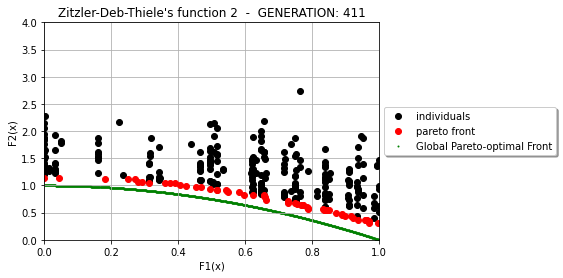 Zitzler-Deb-Thiele's function 2 - GENERATION: 411
4.0
3.5
3.0
2.5
2.0
1.5
1.0
0.5
0.0
F2(x)
0.0 0.2 0.4 0.6 0.8 1.0
F1(x)
individuals
pareto front
Global Pareto-optimal Front